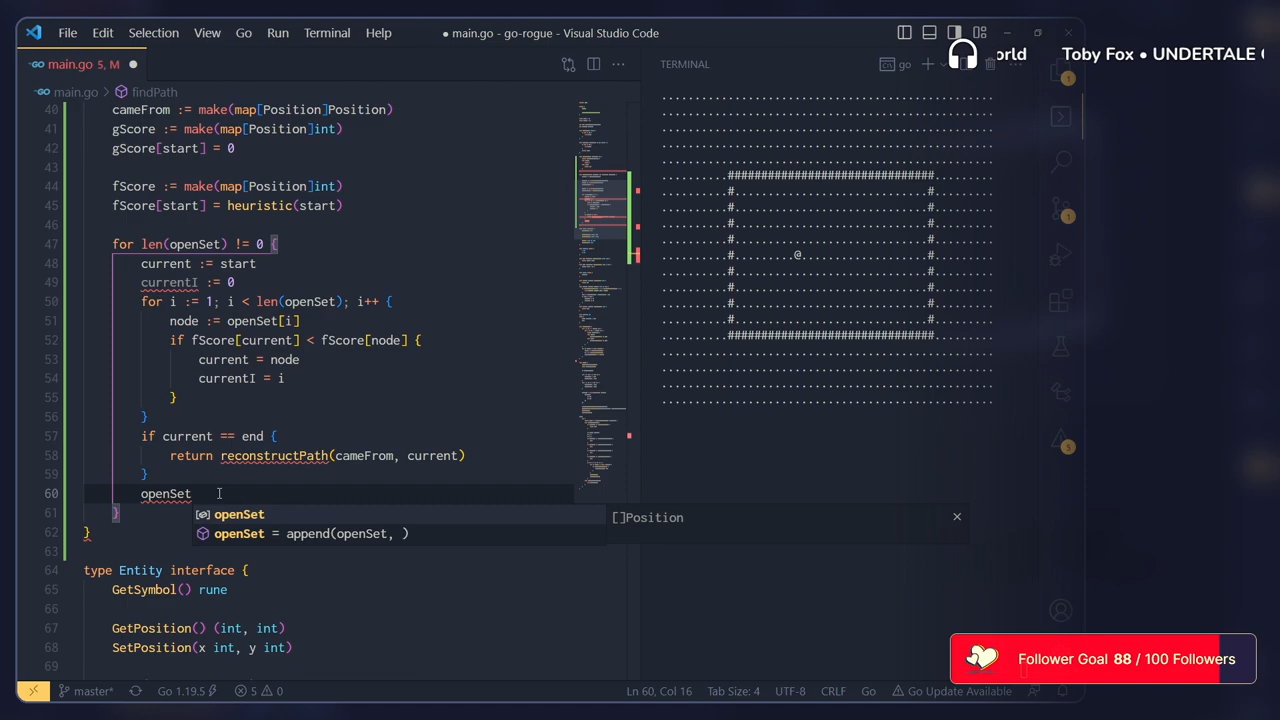 File Edit Selection View Go Run Terminal Help
● main.go - go-rogue - Visual Studio Code
main.go 5, M
TERMINAL
go
orld Toby Fox • UNDERTALE
main.go > findPath
40 cameFrom := make(map[Position]Position)
41 gScore := make(map[Position]int)
42 gScore[start] = 0
43
44 fScore := make(map[Position]int)
45 fScore[start] = heuristic(start)
46
47 for len(openSet) != 0 {
48 current := start
49 currentI := 0
50 for i := 1; i < len(openSet); i++ {
51 node := openSet[i]
52 if fScore[current] < fScore[node] {
53 current = node
54 currentI = i
55 }
56 }
57 if current == end {
58 return reconstructPath(cameFrom, current)
59 }
60 openSet
61 }
openSet
[]Position
openSet = append(openSet, )
62 }
63
64 type Entity interface {
65 GetSymbol() rune
66
67 GetPosition() (int, int)
68 SetPosition(x int, y int)
69
@
1
1
5
Follower Goal 88 / 100 Followers
master* Go 1.19.5 5 0 Ln 60, Col 16 Tab Size: 4 UTF-8 CRLF Go Go Update Available